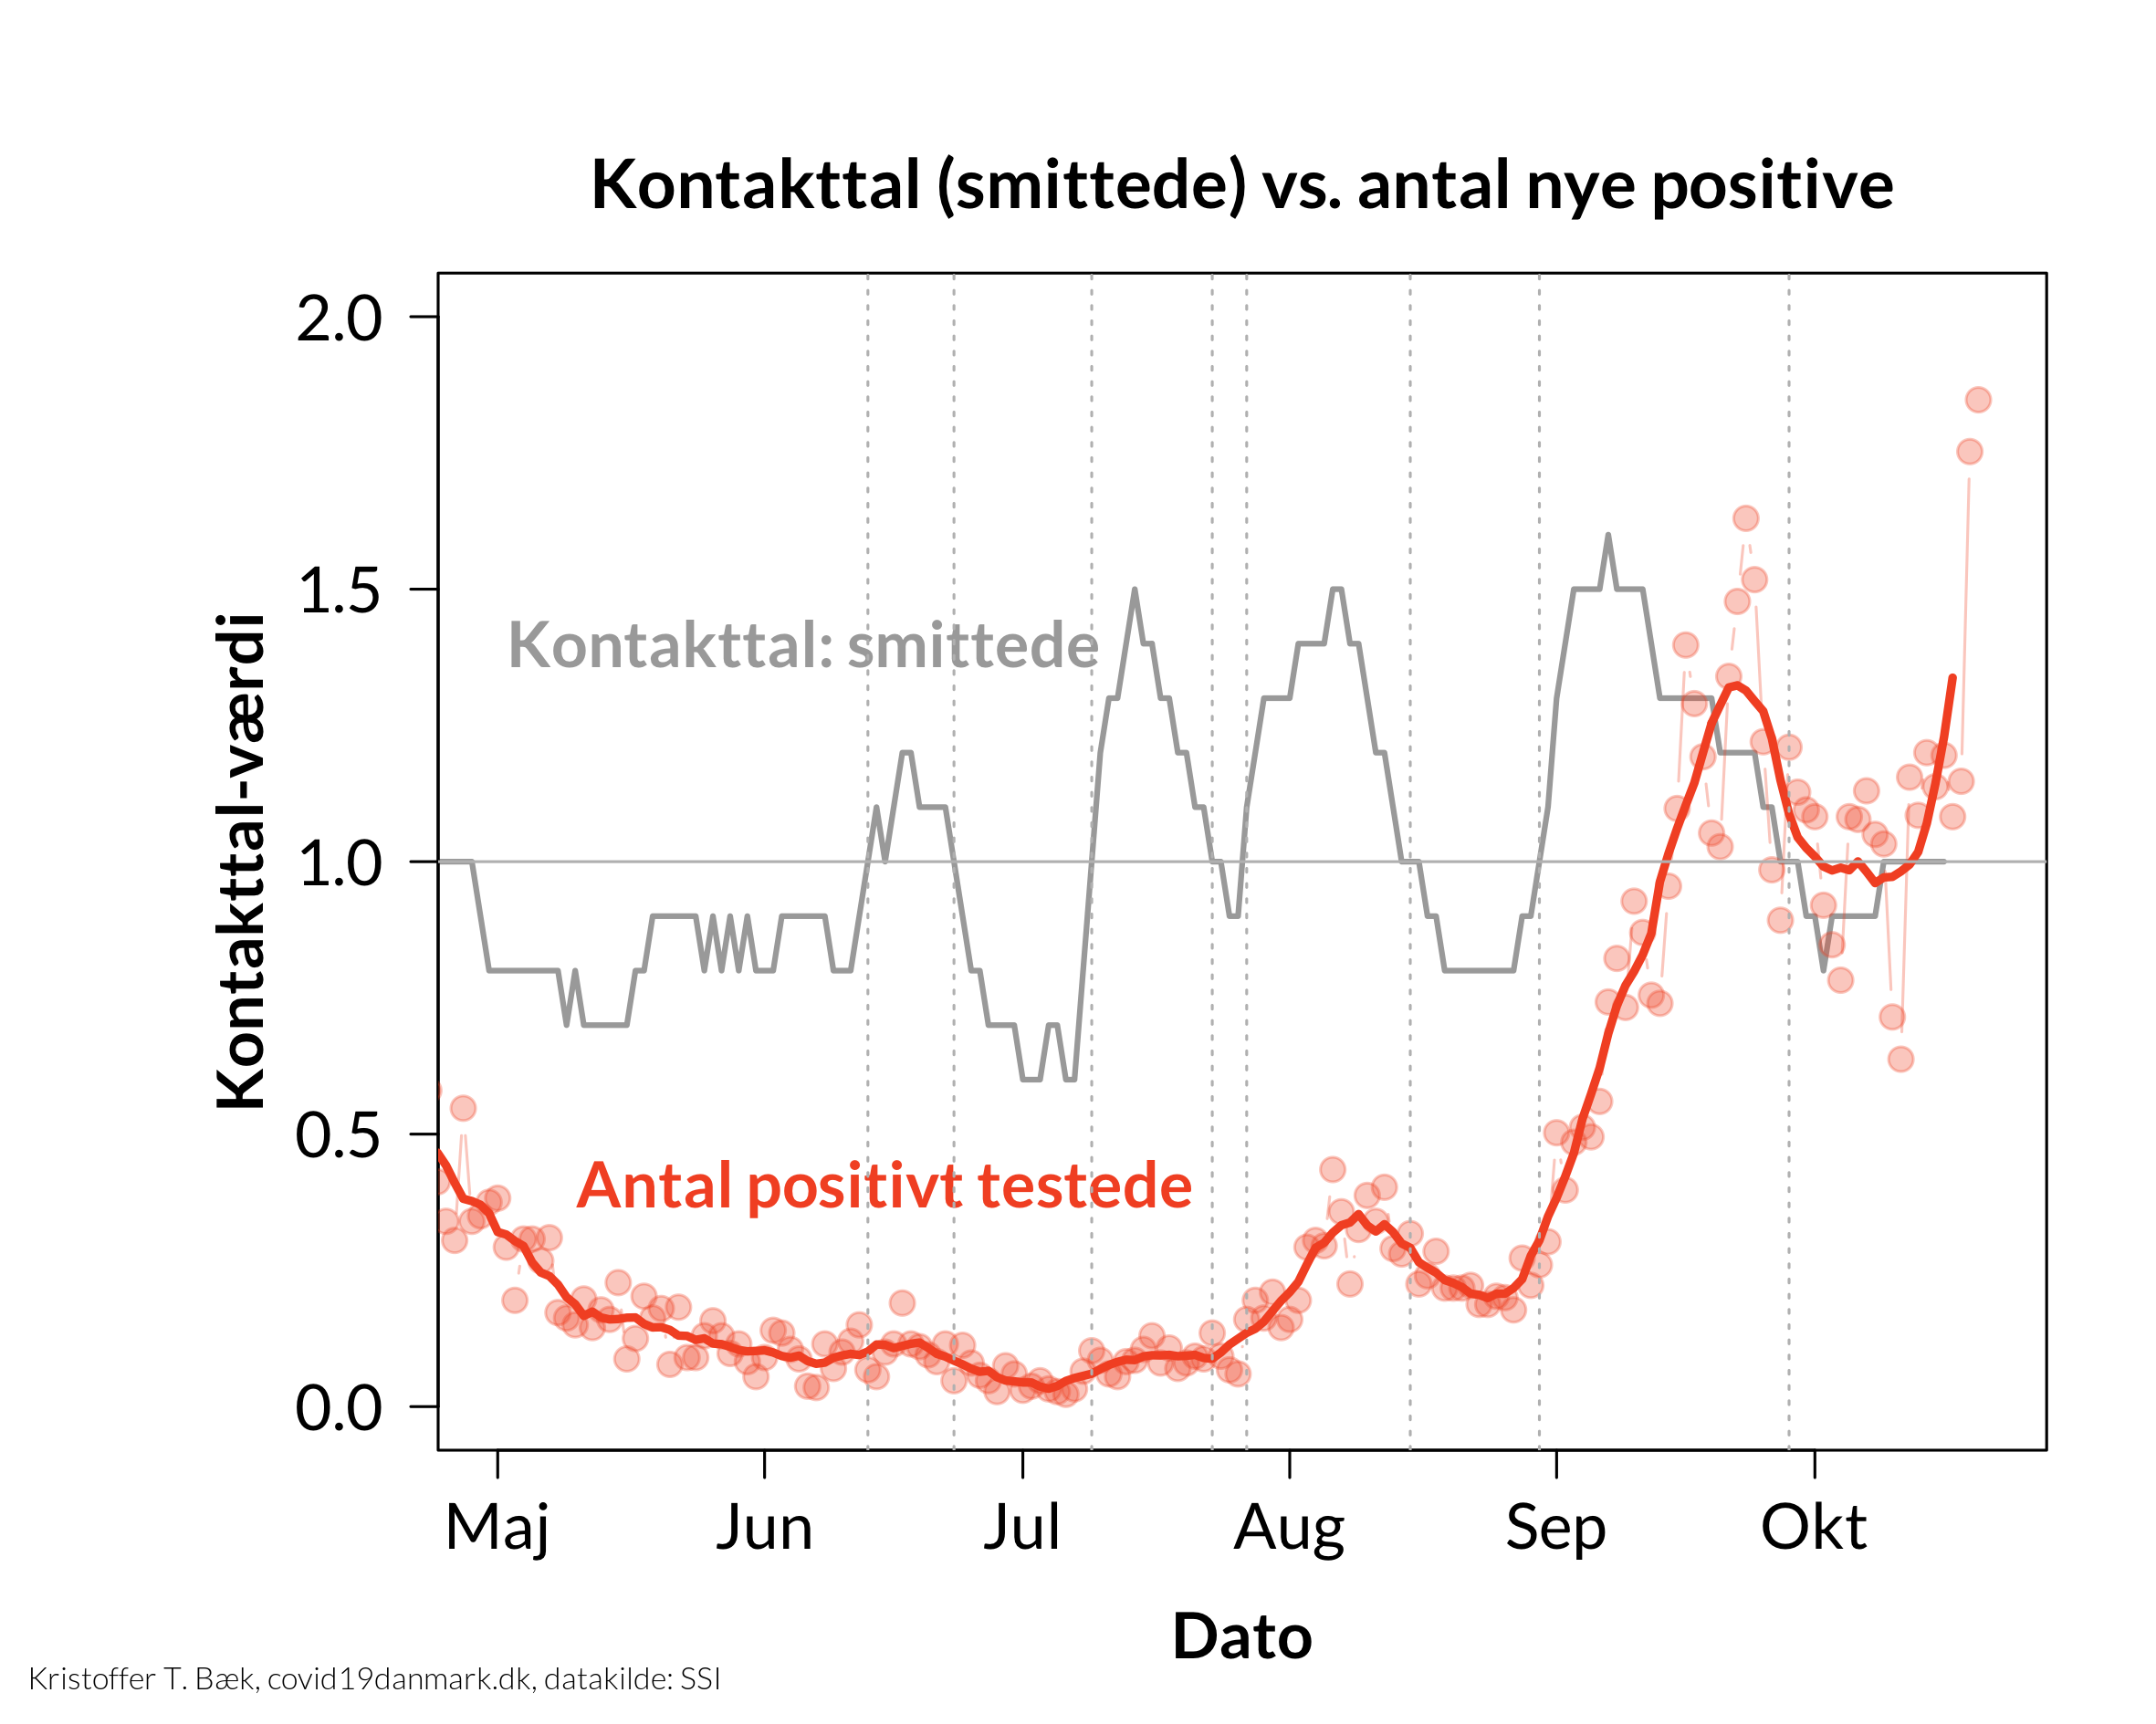 Kontakttal (smittede) vs. antal nye positive
Kontakttal-værdi
2.0
1.5
1.0
0.5
0.0
Kontakttal: smittede
Antal positivt testede
Maj Jun Jul Aug Sep Okt
Dato
Kristoffer T. Bæk, covid19danmark.dk, datakilde: SSI